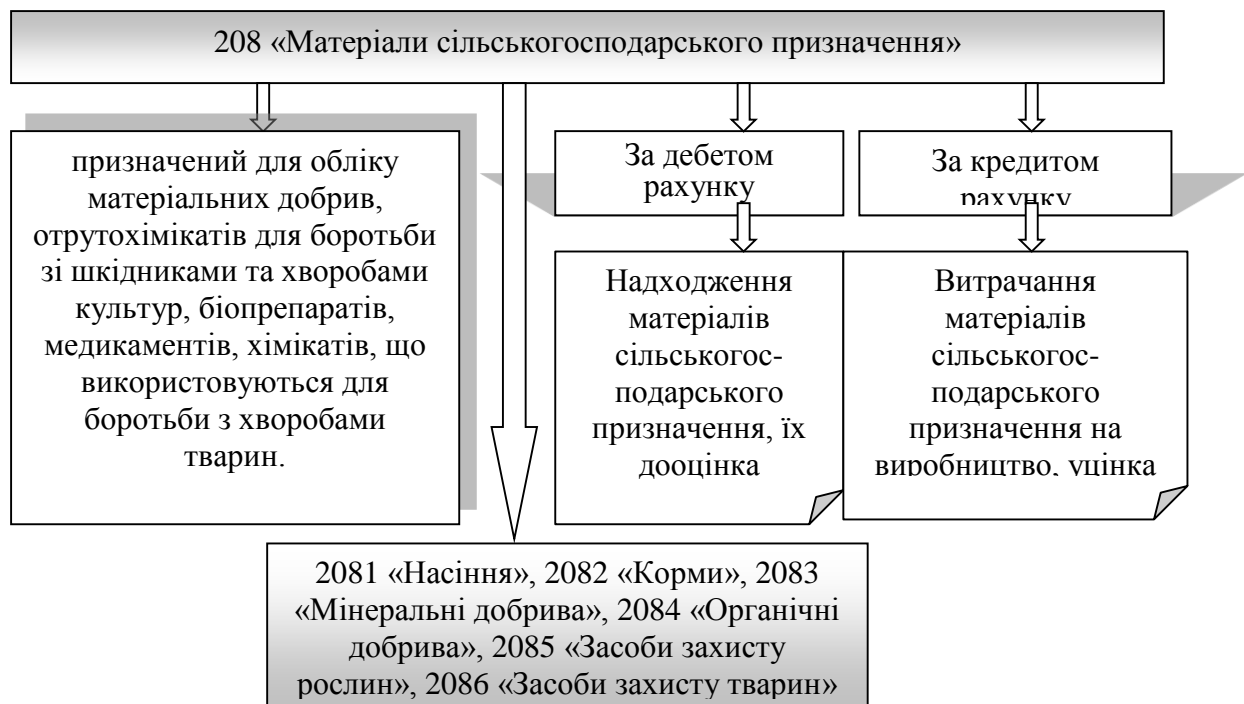 208 «Матеріали сільськогосподарського призначення»
призначений для обліку
матеріальних добрив,
отрутохімікатів для боротьби
зі шкідниками та хворобами
культур, біопрепаратів,
медикаментів, хімікатів, що
використовуються для
боротьби з хворобами
тварин.
За дебетом
рахунку
За кредитом
рахунку
Надходження
матеріалів
сільськогос-
подарського
призначення, їх
дооцінка
Витрачання
матеріалів
сільськогос-
подарського
призначення на
виробництво, уцінка
2081 «Насіння», 2082 «Корми», 2083
«Мінеральні добрива», 2084 «Органічні
добрива», 2085 «Засоби захисту
рослин», 2086 «Засоби захисту тварин»